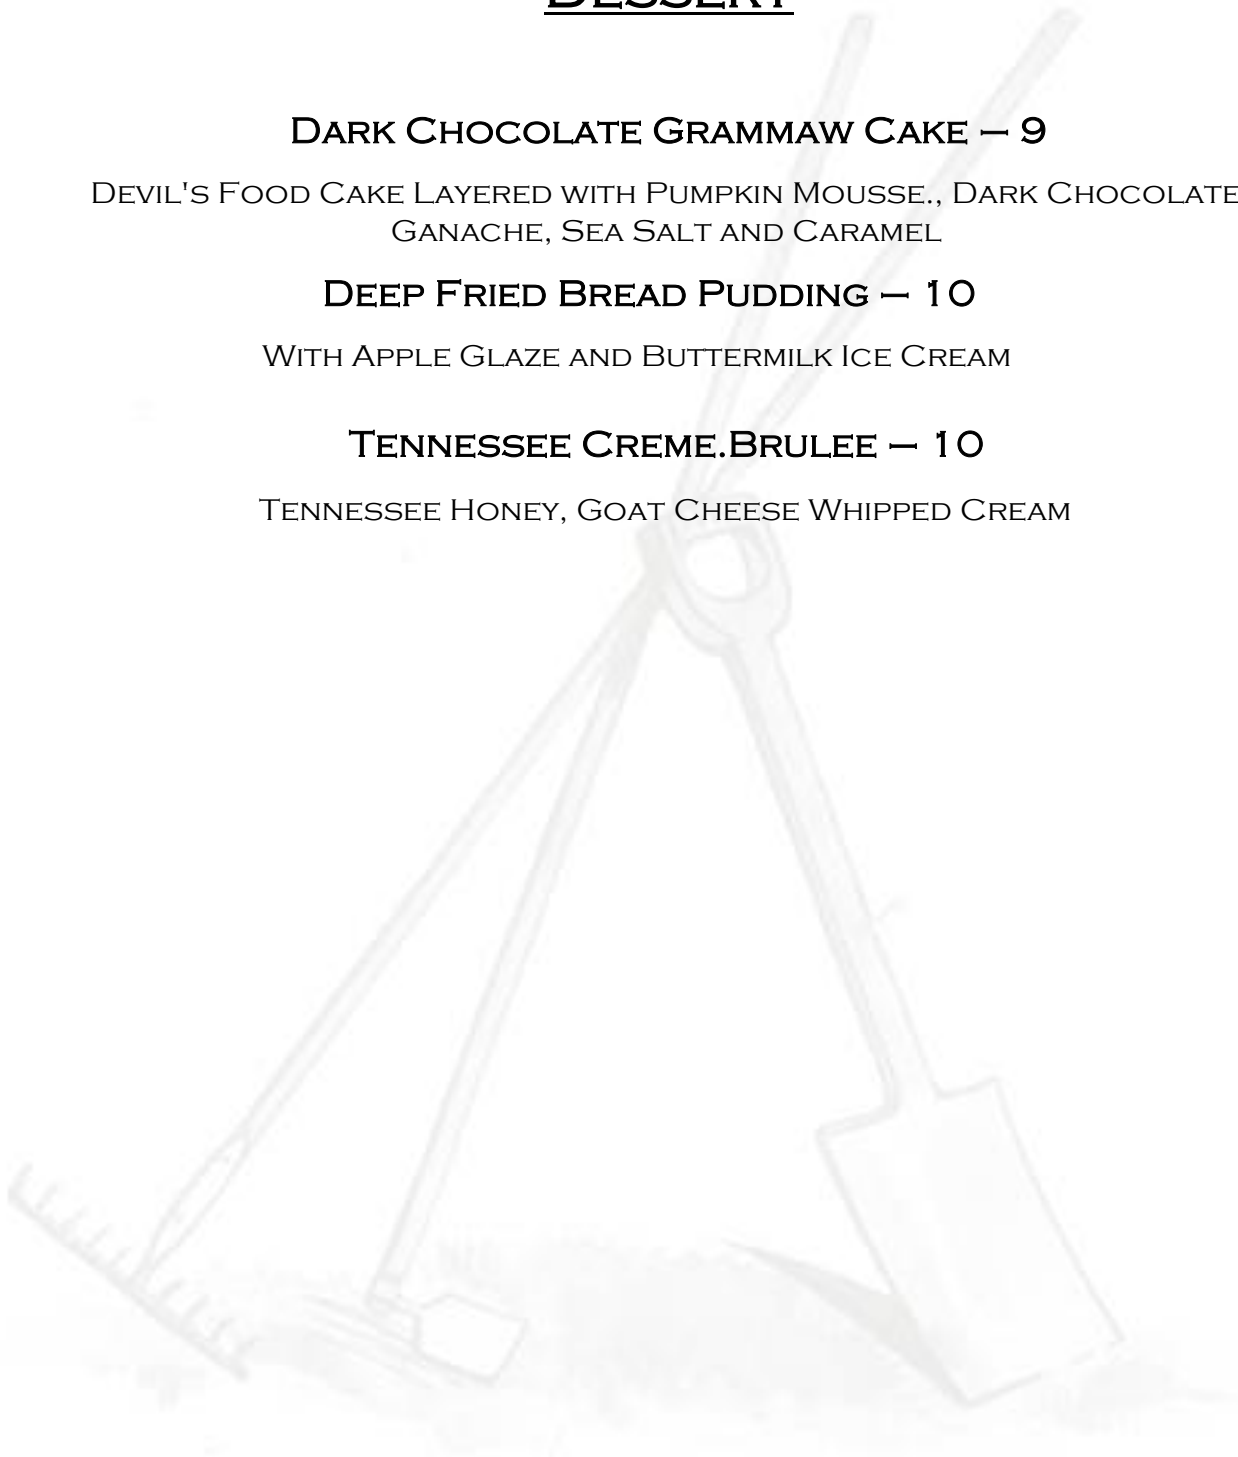 Dessert
Dark Chocolate Grammaw Cake – 9
Devil's Food Cake Layered with Pumpkin Mousse., Dark Chocolate
Ganache, Sea Salt and Caramel
Deep Fried Bread Pudding – 10
With Apple Glaze and Buttermilk Ice Cream
Tennessee Creme.Brulee – 10
Tennessee Honey, Goat Cheese Whipped Cream